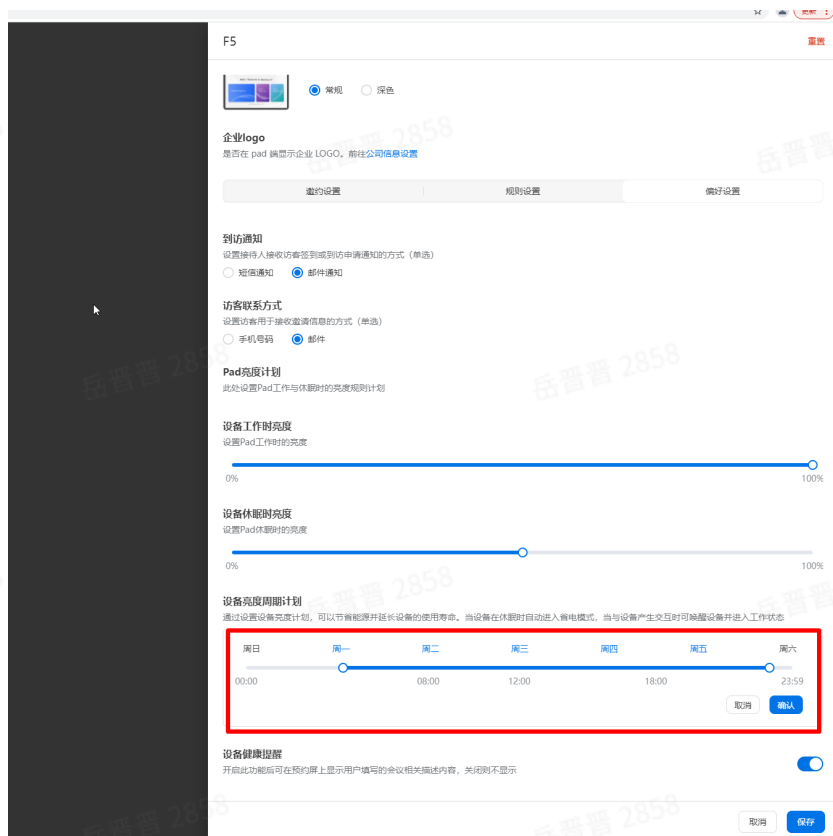 更新
F5 重置
常规 深色
企业logo
是否在 pad 端显示企业 LOGO。前往公司信息设置
邀约设置 规则设置 偏好设置
到访通知
设置接待人接收访客签到或到访申请通知的方式（单选）
短信通知 邮件通知
访客联系方式
设置访客用于接收邀请信息的方式（单选）
手机号码 邮件
Pad亮度计划
此处设置Pad工作与休眠时的亮度规则计划
设备工作时亮度
设置Pad工作时的亮度
0% 100%
设备休眠时亮度
设置Pad休眠时的亮度
0% 100%
设备亮度周期计划
通过设置设备亮度计划，可以节省能源并延长设备的使用寿命。当设备在休眠时自动进入省电模式，当与设备产生交互时可唤醒设备并进入工作状态
周日 周一 周二 周三 周四 周五 周六
00:00 08:00 12:00 18:00 23:59
取消 确认
设备健康提醒
开启此功能后可在预约屏上显示用户填写的会议相关描述内容，关闭则不显示
取消 保存
岳晋晋 2858